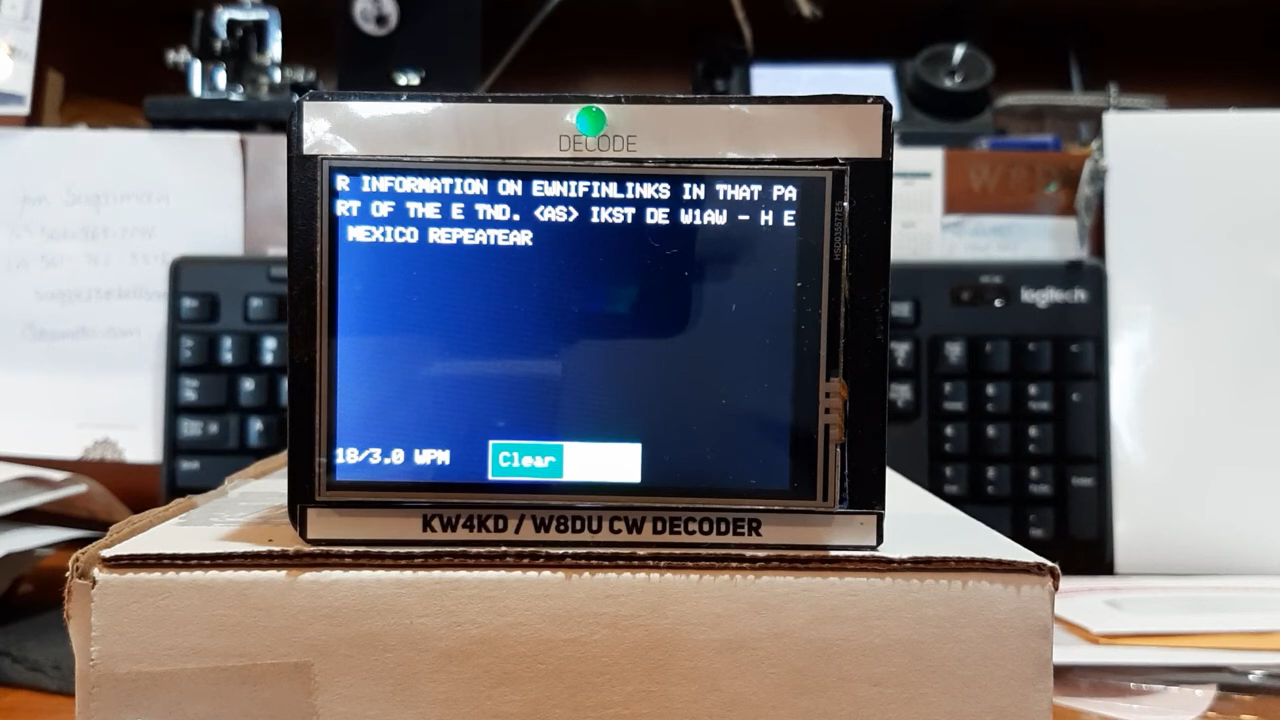 DECODE
R INFORMATION ON EWNIFINLINKS IN THAT PA
RT OF THE E TND. <AS> IKST DE W1AW - H E
MEXICO REPEATEAR
18/3.0 WPM
Clear
KW4KD / W8DU CW DECODER
HSD035577E5
logitech